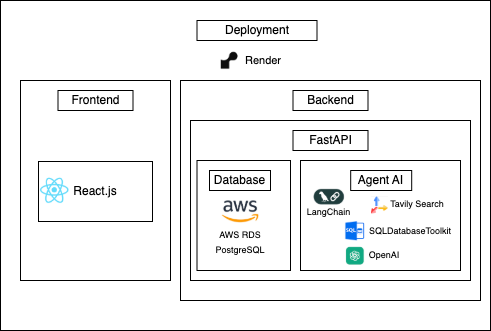 Deployment
Render
Frontend
React.js
Backend
FastAPI
Database
aws
AWS RDS
PostgreSQL
Agent AI
LangChain
Tavily Search
SQL
SQLDatabaseToolkit
OpenAI